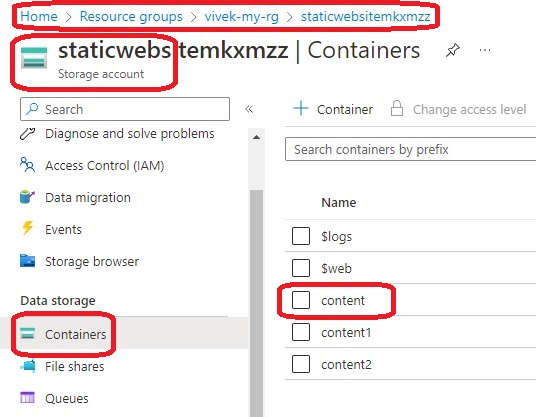 Home > Resource groups > vivek-my-rg > staticwebsitemkxmzz >
staticwebsitemkxmzz | Containers
Storage account
Search
Diagnose and solve problems
Access Control (IAM)
Data migration
Events
Storage browser
Data storage
Containers
File shares
Queues
+ Container
Change access level
Search containers by prefix
Name
$logs
$web
content
content1
content2